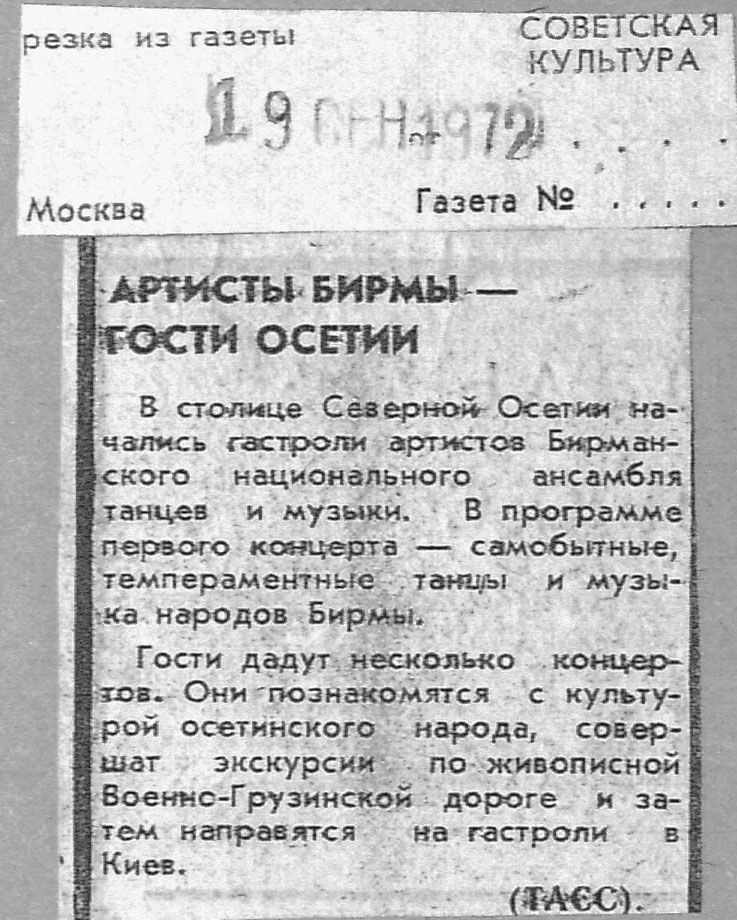 резка из газеты
СОВЕТСКАЯ
КУЛЬТУРА
19 СЕН 1972 . . . .
Москва
Газета № . . . . .
АРТИСТЫ БИРМЫ —
ГОСТИ ОСЕТИИ
В столице Северной Осетии на-
чались гастроли артистов Бирман-
ского национального ансамбля
танцев и музыки. В программе
первого концерта — самобытные,
темпераментные танцы и музы-
ка народов Бирмы.
Гости дадут несколько концер-
тов. Они познакомятся с культу-
рой осетинского народа, совер-
шат экскурсии по живописной
Военно-Грузинской дороге и за-
тем направятся на гастроли в
Киев.
(ТАСС).